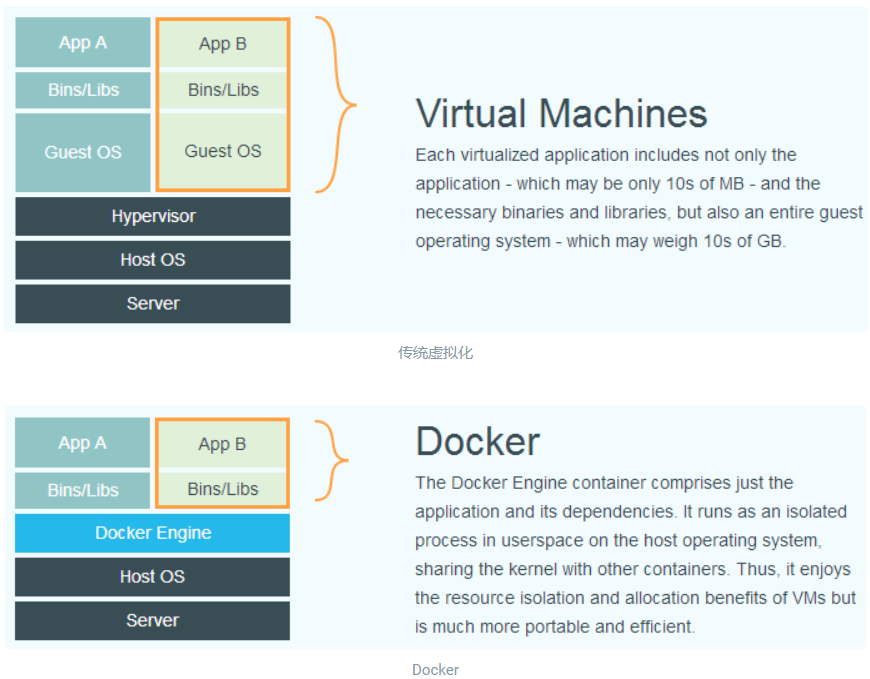 App A
App B
Bins/Libs
Bins/Libs
Guest OS
Guest OS
Hypervisor
Host OS
Server
Virtual Machines
Each virtualized application includes not only the
application - which may be only 10s of MB - and the
necessary binaries and libraries, but also an entire guest
operating system - which may weigh 10s of GB.
传统虚拟化
App A
App B
Bins/Libs
Bins/Libs
Docker Engine
Host OS
Server
Docker
The Docker Engine container comprises just the
application and its dependencies. It runs as an isolated
process in userspace on the host operating system,
sharing the kernel with other containers. Thus, it enjoys
the resource isolation and allocation benefits of VMs but
is much more portable and efficient.
Docker